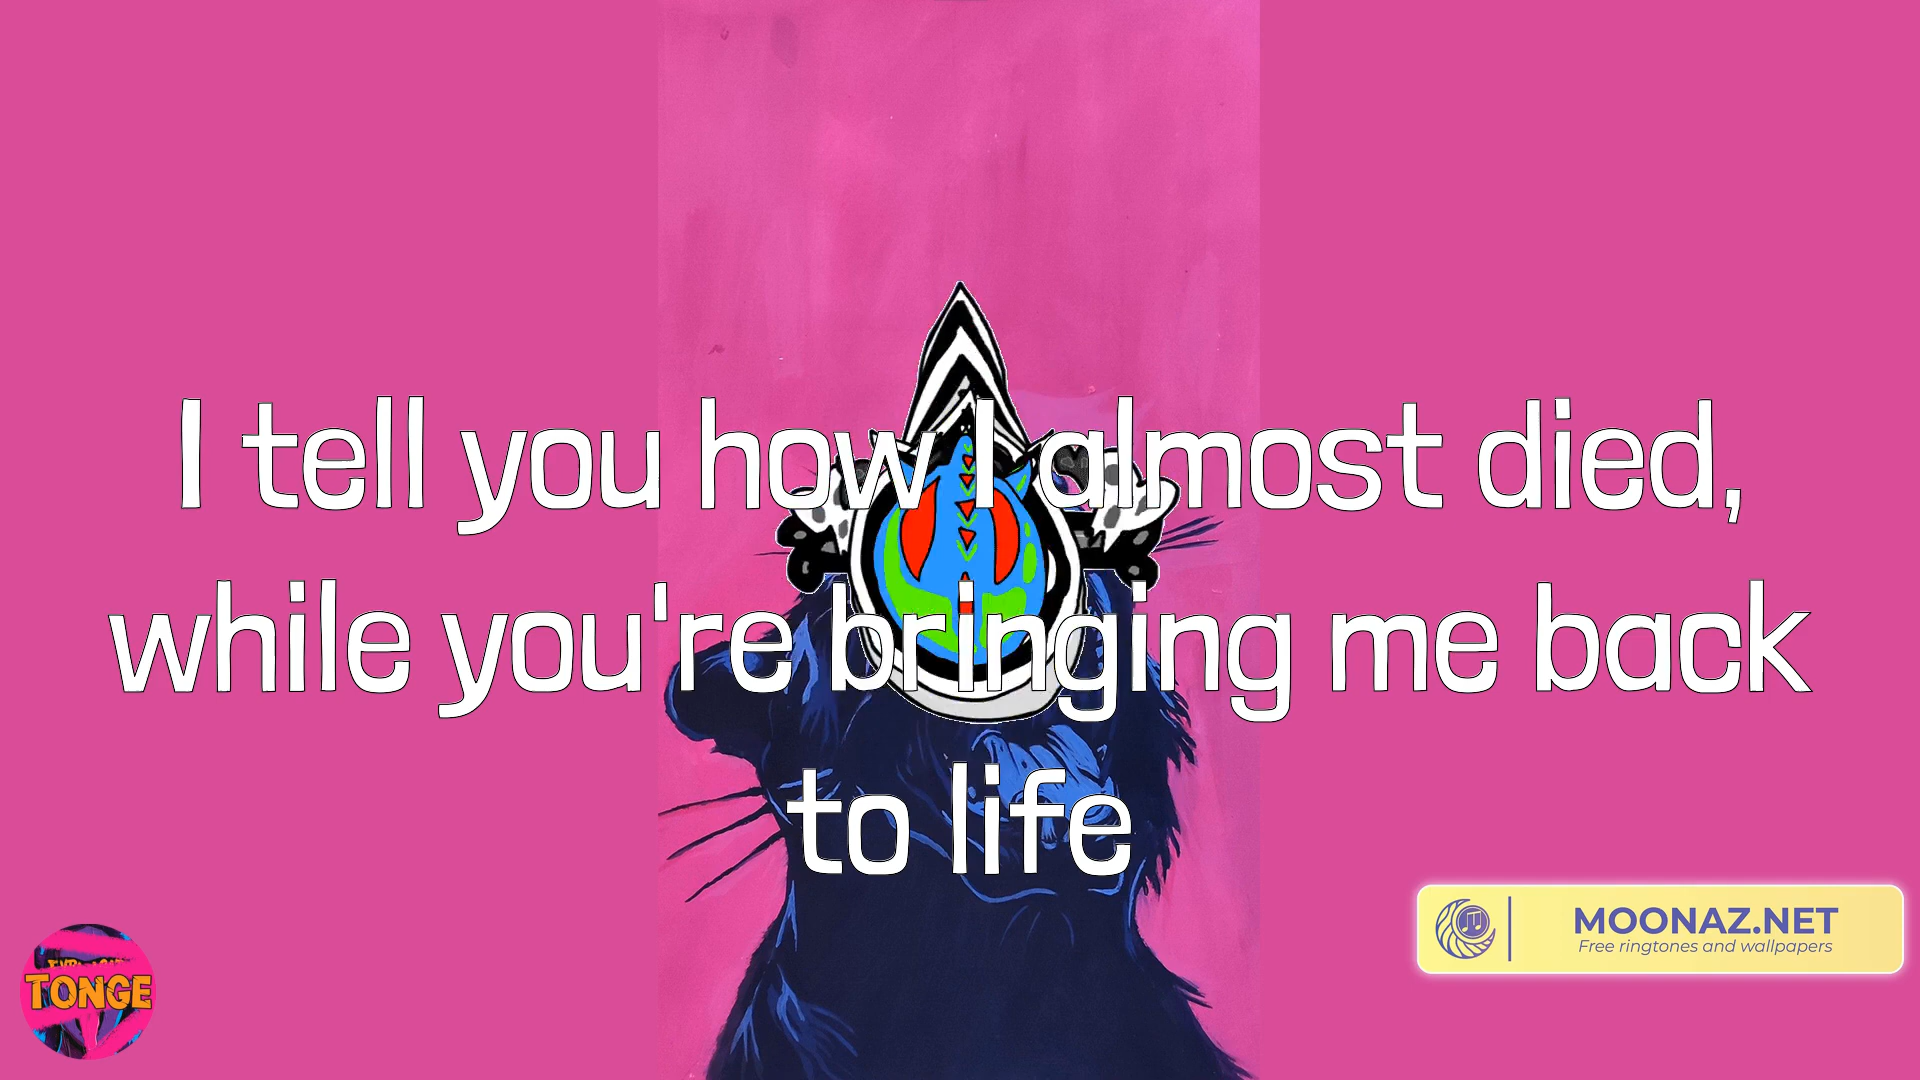 I tell you how I almost died,
while you're bringing me back
to life
MOONAZ.NET
Free ringtones and wallpapers
TONGE